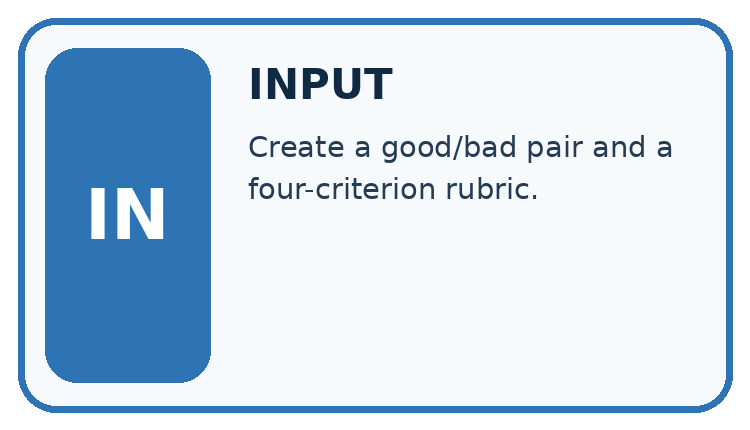 IN
INPUT
Create a good/bad pair and a
four-criterion rubric.